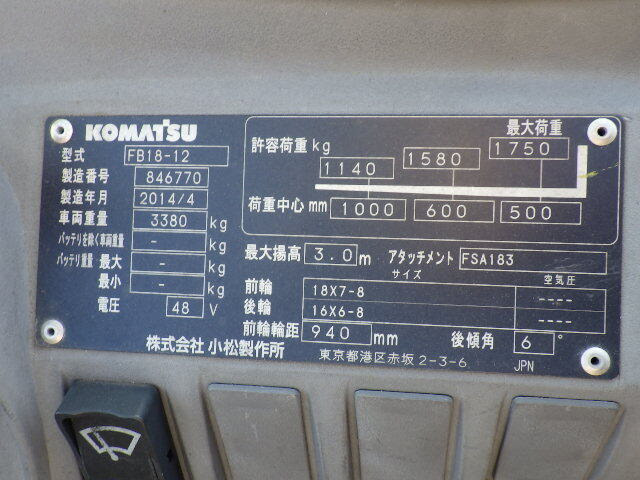 KOMATSU
型式 FB18-12
製造番号 846770
製造年月 2014/4
車両重量 3380 kg
バッテリを除く車両重量 - kg
バッテリ重量 最大 - kg
最小 - kg
電圧 48 V
最大荷重
許容荷重 kg 1140 1580 1750
荷重中心 mm 1000 600 500
最大揚高 3.0 m アタッチメント FSA183
サイズ 空気圧
前輪 18X7-8 ----
後輪 16X6-8 ----
前輪輪距 940 mm 後傾角 6 °
株式会社 小松製作所 東京都港区赤坂 2-3-6 JPN